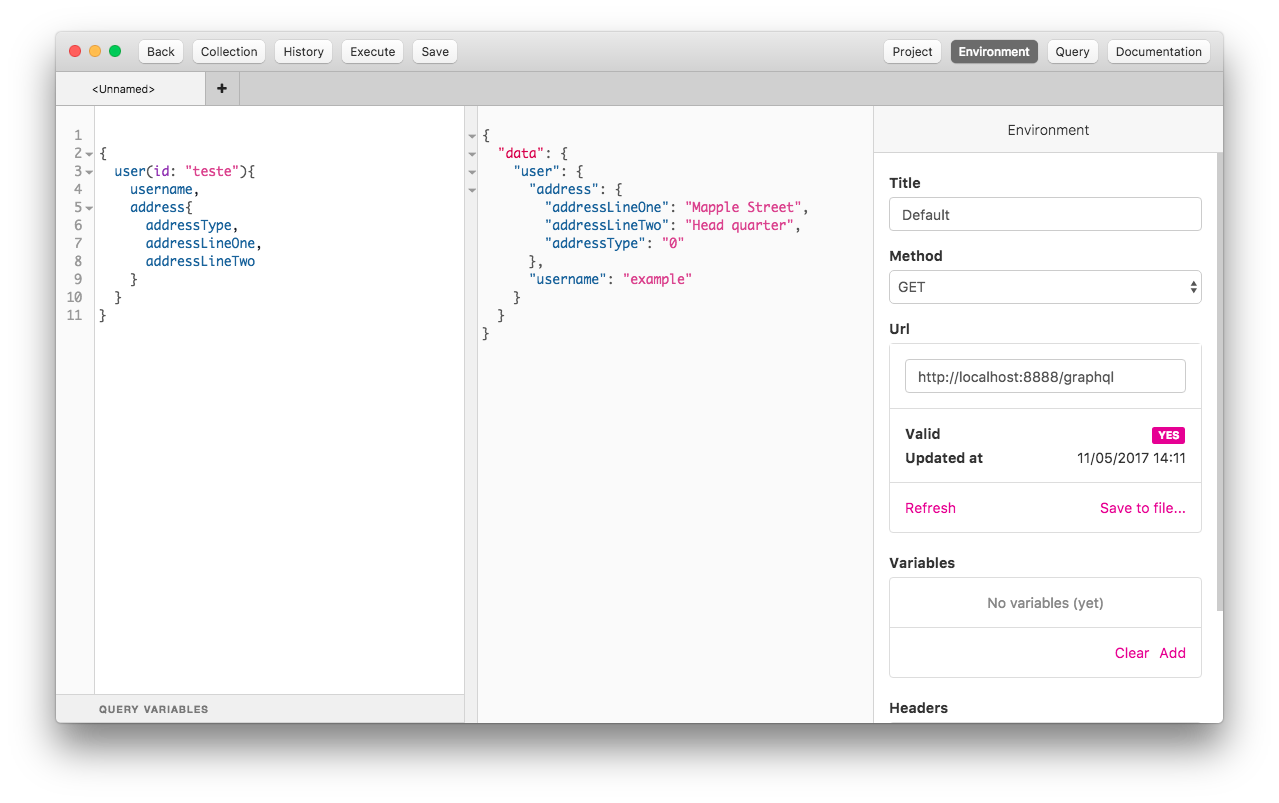 Back Collection History Execute Save Project Environment Query Documentation
<Unnamed> +
1
2 {
3   user(id: "teste"){
4     username,
5     address{
6       addressType,
7       addressLineOne,
8       addressLineTwo
9     }
10   }
11 }
QUERY VARIABLES
{
  "data": {
    "user": {
      "address": {
        "addressLineOne": "Mapple Street",
        "addressLineTwo": "Head quarter",
        "addressType": "0"
      },
      "username": "example"
    }
  }
}
Environment
Title
Default
Method
GET
Url
http://localhost:8888/graphql
Valid YES
Updated at 11/05/2017 14:11
Refresh Save to file...
Variables
No variables (yet)
Clear Add
Headers